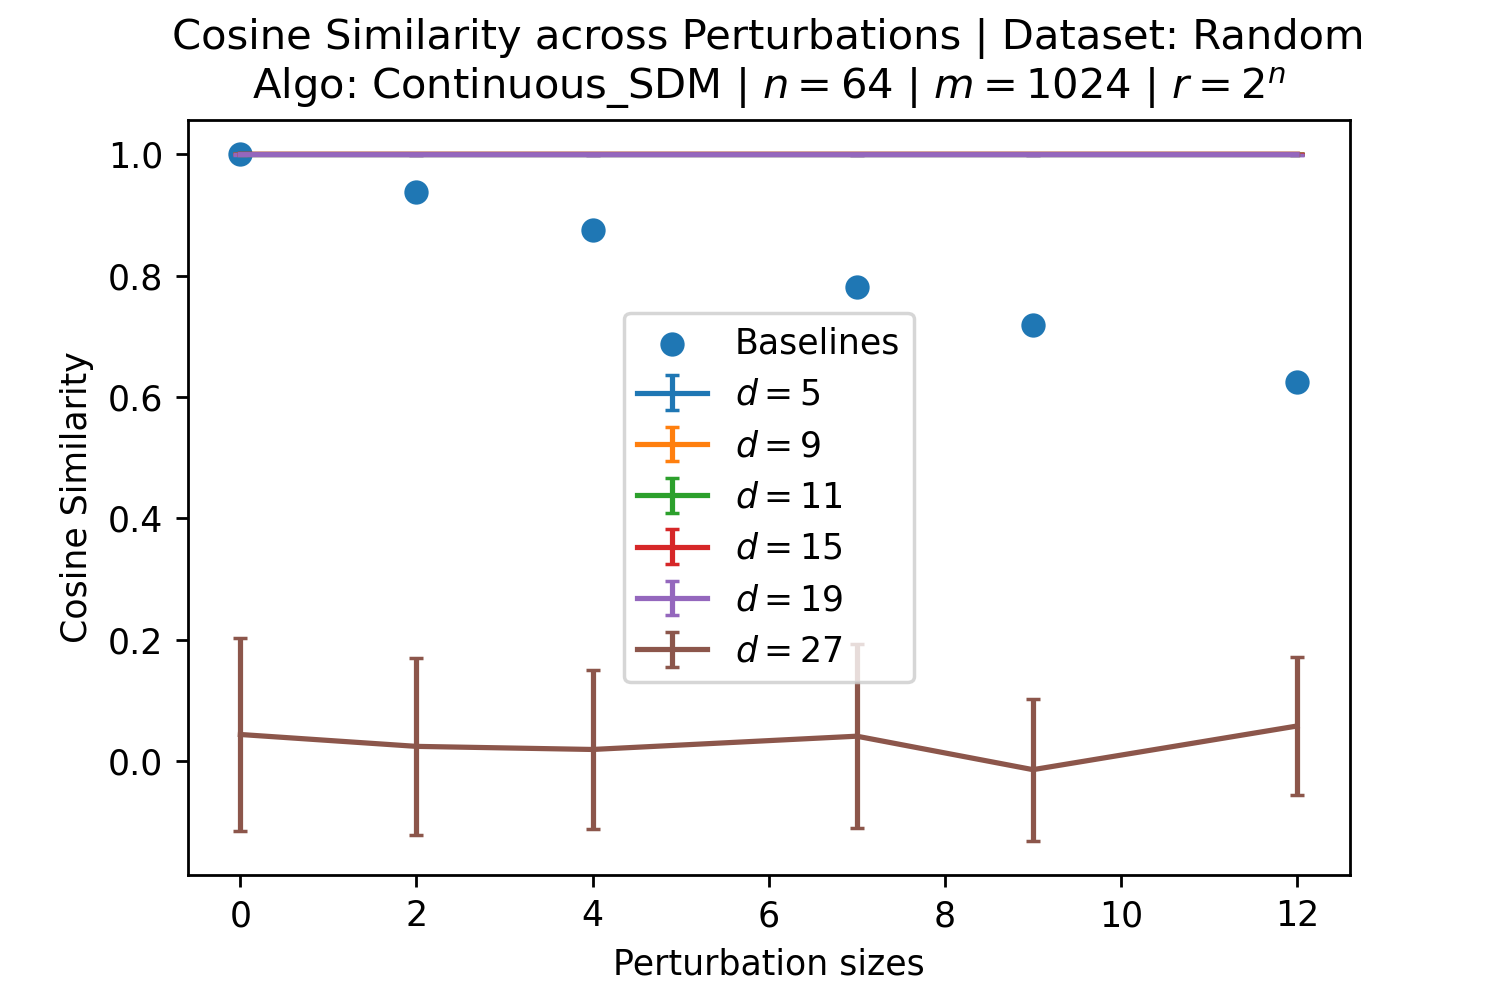 Cosine Similarity across Perturbations | Dataset: Random
Algo: Continuous_SDM | n = 64 | m = 1024 | r = 2ⁿ
1.0
0.8
0.6
0.4
0.2
0.0
Cosine Similarity
Baselines
d = 5
d = 9
d = 11
d = 15
d = 19
d = 27
0 2 4 6 8 10 12
Perturbation sizes